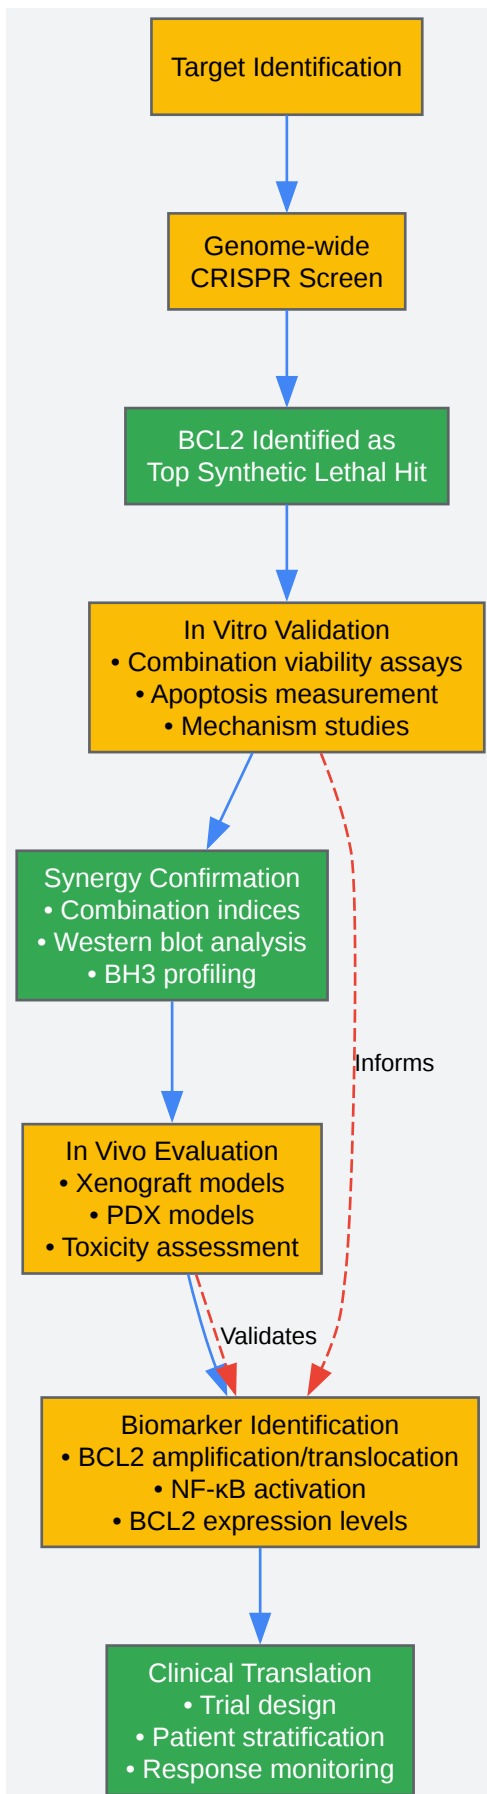 Target Identification
Genome-wide
CRISPR Screen
BCL2 Identified as
Top Synthetic Lethal Hit
In Vitro Validation
• Combination viability assays
• Apoptosis measurement
• Mechanism studies
Synergy Confirmation
• Combination indices
• Western blot analysis
• BH3 profiling
Informs
In Vivo Evaluation
• Xenograft models
• PDX models
• Toxicity assessment
Validates
Biomarker Identification
• BCL2 amplification/translocation
• NF-κB activation
• BCL2 expression levels
Clinical Translation
• Trial design
• Patient stratification
• Response monitoring